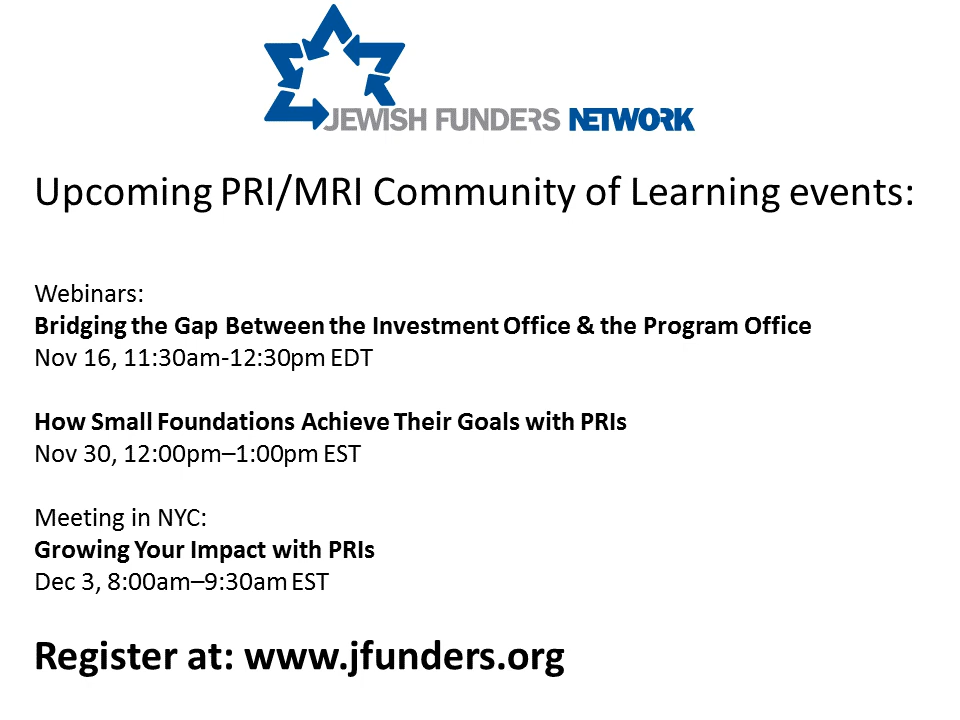 JEWISH FUNDERS NETWORK
Upcoming PRI/MRI Community of Learning events:
Webinars:
Bridging the Gap Between the Investment Office & the Program Office
Nov 16, 11:30am-12:30pm EDT
How Small Foundations Achieve Their Goals with PRIs
Nov 30, 12:00pm–1:00pm EST
Meeting in NYC:
Growing Your Impact with PRIs
Dec 3, 8:00am–9:30am EST
Register at: www.jfunders.org